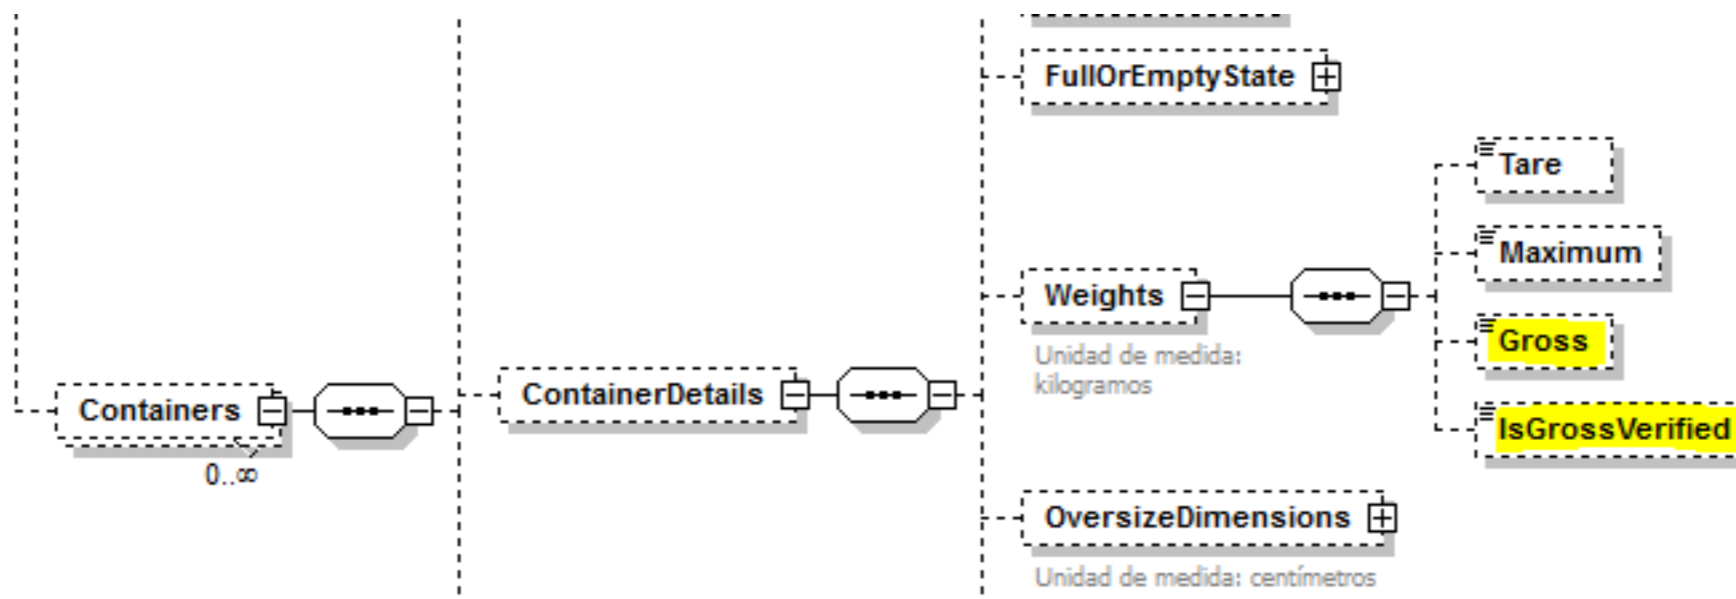 FullOrEmptyState
Tare
Maximum
Weights
Unidad de medida:
kilogramos
Gross
Containers
0..∞
ContainerDetails
IsGrossVerified
OversizeDimensions
Unidad de medida: centímetros